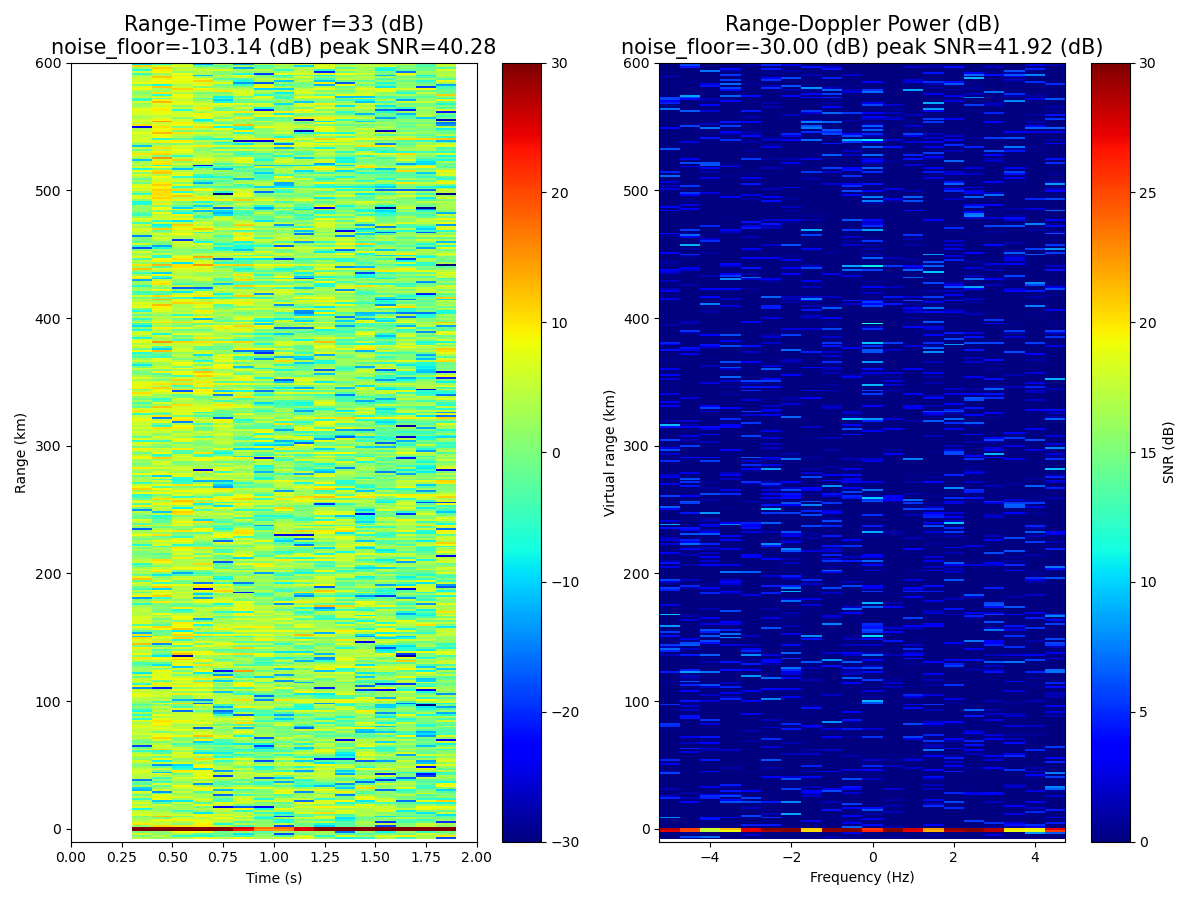 Range-Time Power f=33 (dB)
noise_floor=-103.14 (dB) peak SNR=40.28
Range-Doppler Power (dB)
noise_floor=-30.00 (dB) peak SNR=41.92 (dB)
600
500
400
300
200
100
0
Range (km)
0.00 0.25 0.50 0.75 1.00 1.25 1.50 1.75 2.00
Time (s)
30
20
10
0
−10
−20
−30
600
500
400
300
200
100
0
Virtual range (km)
−4 −2 0 2 4
Frequency (Hz)
30
25
20
15
10
5
0
SNR (dB)